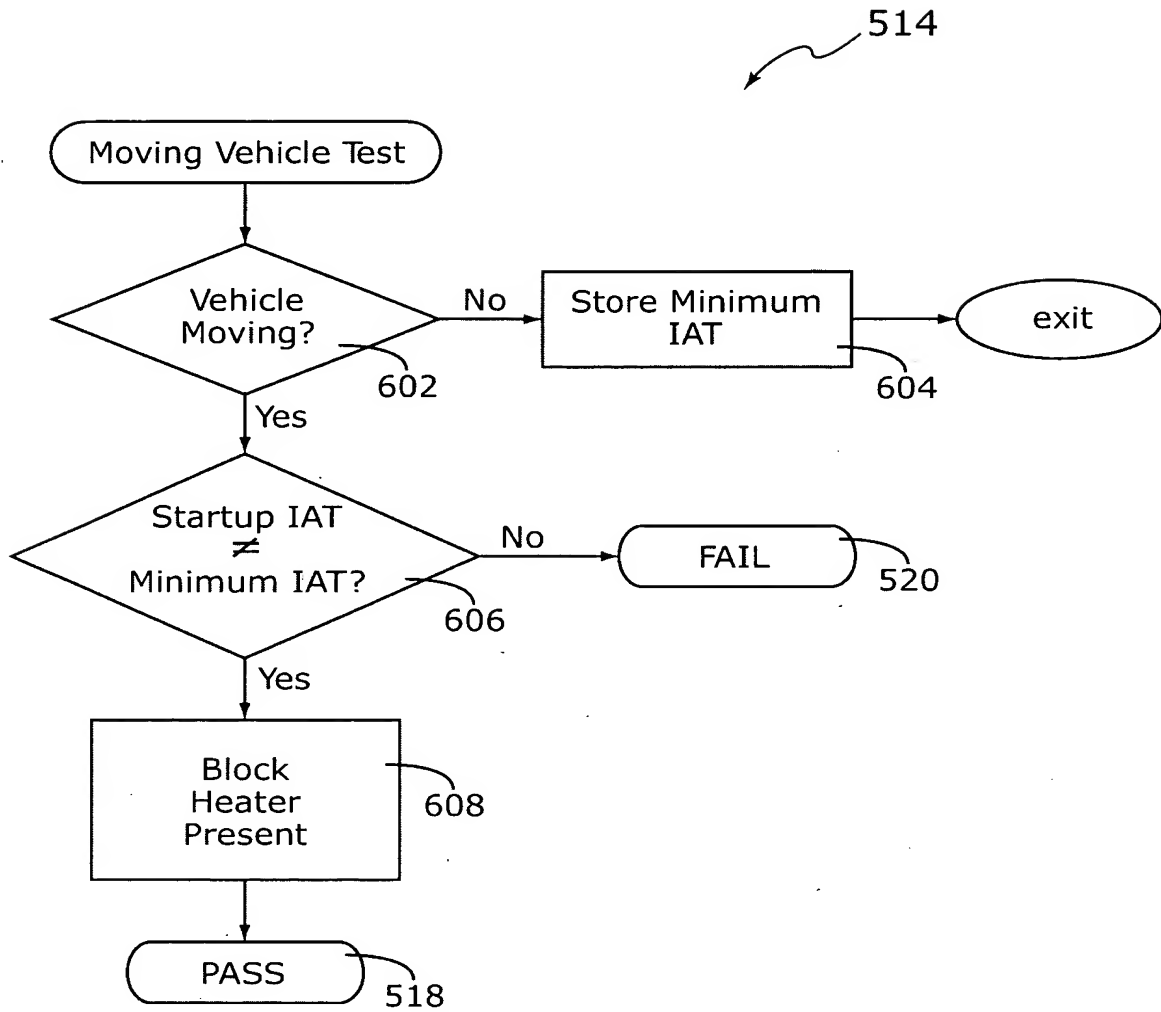 514
Moving Vehicle Test
Vehicle
Moving?
602
No
Store Minimum
IAT
604
exit
Yes
Startup IAT
≠
Minimum IAT?
606
No
FAIL
520
Yes
Block
Heater
Present
608
PASS
518